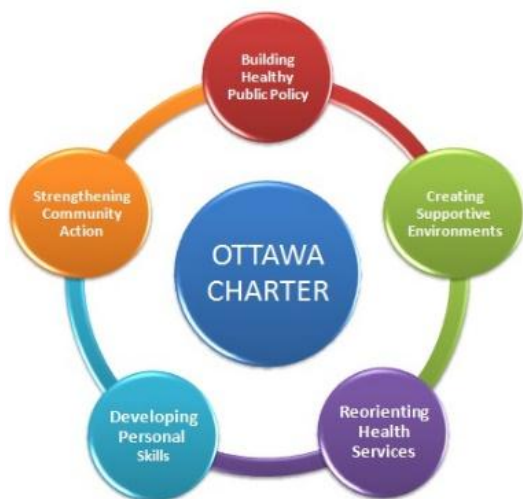 Building
Healthy
Public Policy
Strengthening
Community
Action
Creating
Supportive
Environments
OTTAWA
CHARTER
Developing
Personal
Skills
Reorienting
Health
Services